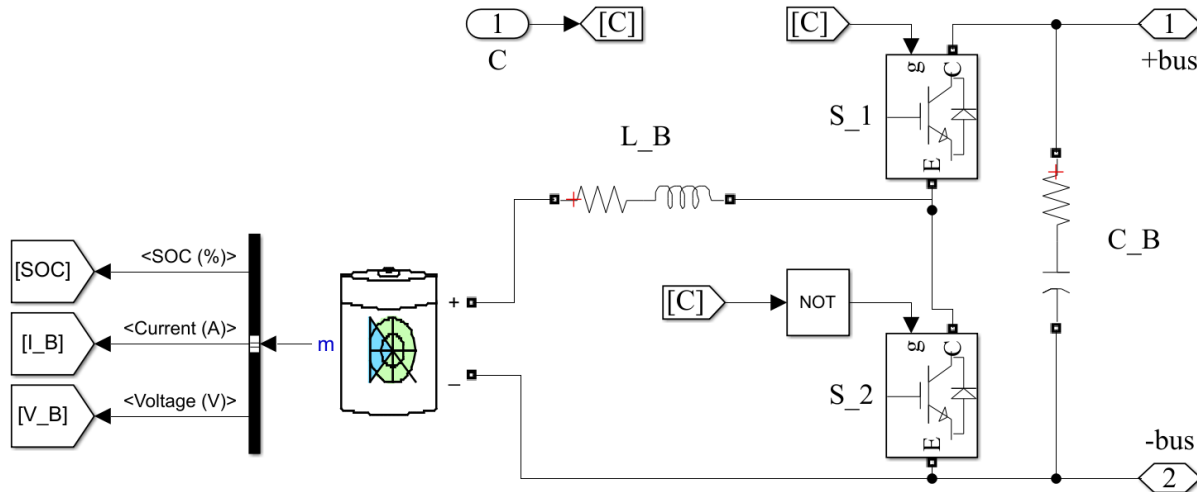 1
C
[C]
[C]
g
C
E
S_1
1
+bus
L_B
C_B
<SOC (%)>
[SOC]
<Current (A)>
[I_B]
<Voltage (V)>
[V_B]
m
+
–
[C]
NOT
g
C
E
S_2
-bus
2